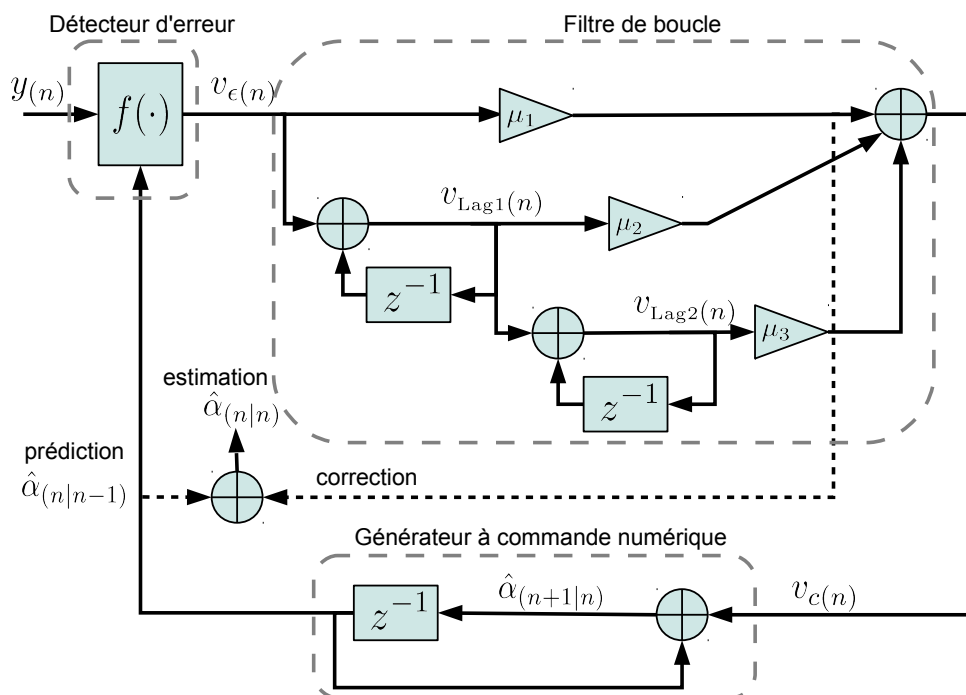 Détecteur d'erreur
Filtre de boucle
y(n)
f(·)
vϵ(n)
μ1
vLag1(n)
μ2
z−1
vLag2(n)
μ3
z−1
estimation
α̂(n|n)
prédiction
α̂(n|n−1)
correction
Générateur à commande numérique
z−1
α̂(n+1|n)
vc(n)